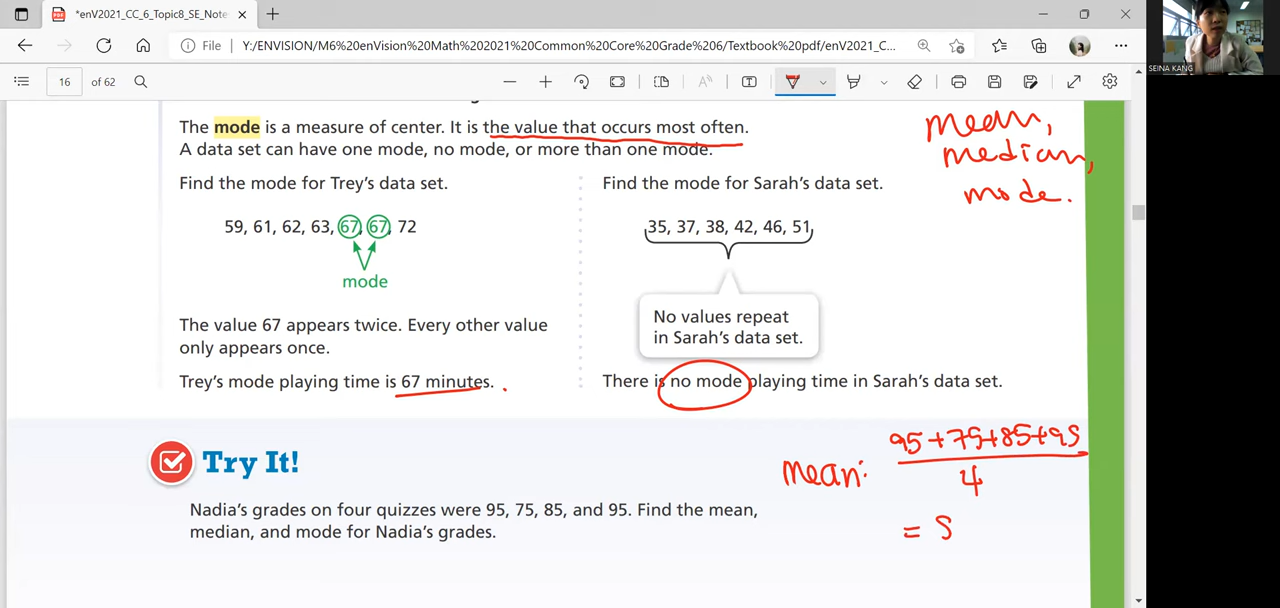 *enV2021_CC_6_Topic8_SE_Note
File
Y:/ENVISION/M6%20enVision%20Math%202021%20Common%20Core%20Grade%206/Textbook%20pdf/enV2021_C...
SEINA KANG
16 of 62
The mode is a measure of center. It is the value that occurs most often.
A data set can have one mode, no mode, or more than one mode.
mean,
median,
mode.
Find the mode for Trey's data set.
59, 61, 62, 63, 67, 67, 72
mode
The value 67 appears twice. Every other value
only appears once.
Trey's mode playing time is 67 minutes.
Find the mode for Sarah's data set.
35, 37, 38, 42, 46, 51
No values repeat
in Sarah's data set.
There is no mode playing time in Sarah's data set.
Try It!
Nadia's grades on four quizzes were 95, 75, 85, and 95. Find the mean,
median, and mode for Nadia's grades.
mean: 95+75+85+95
4
=